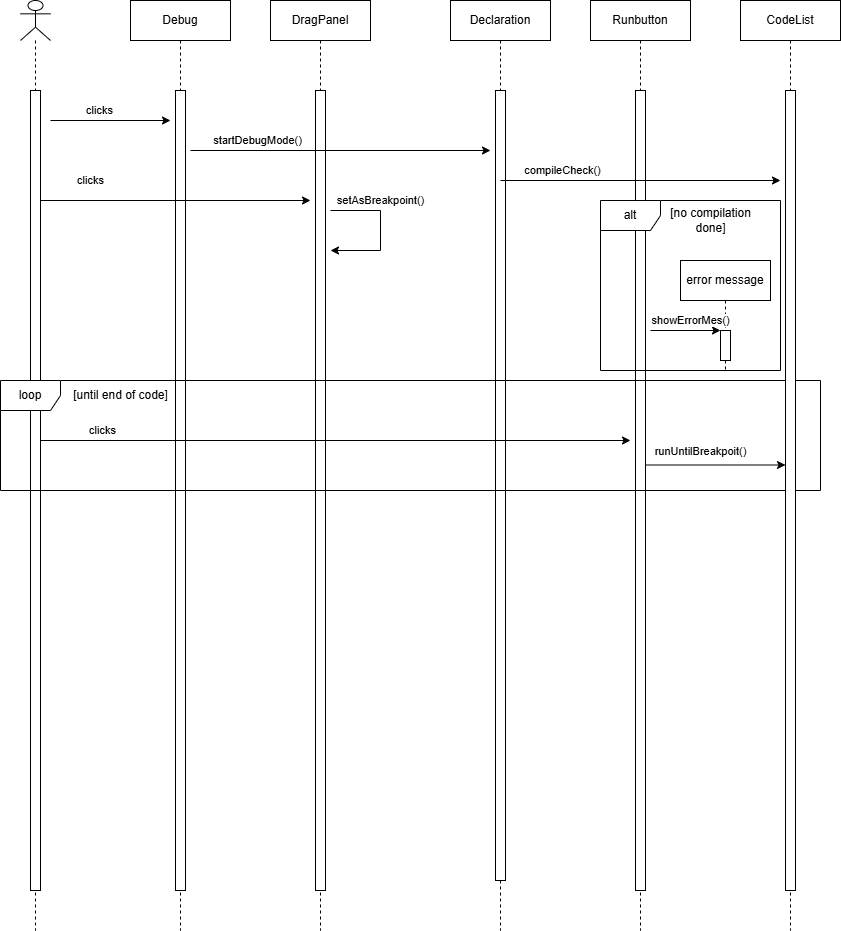 Debug
DragPanel
Declaration
Runbutton
CodeList
clicks
startDebugMode()
compileCheck()
clicks
setAsBreakpoint()
alt
[no compilation
done]
error message
showErrorMes()
loop
[until end of code]
clicks
runUntilBreakpoit()